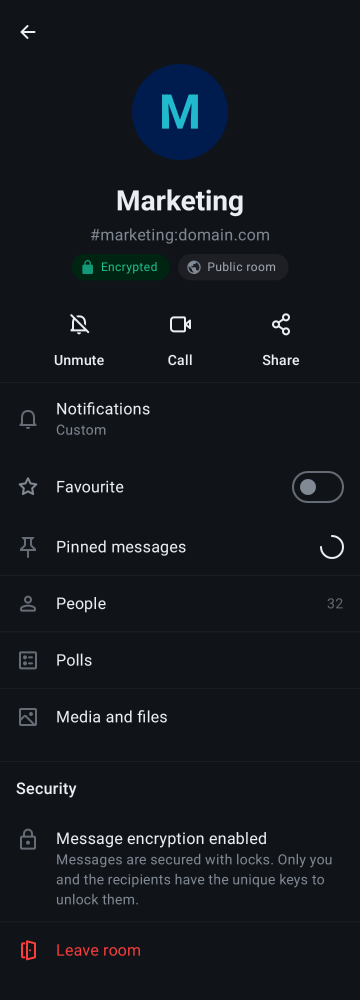 M
Marketing
#marketing:domain.com
Encrypted
Public room
Unmute
Call
Share
Notifications
Custom
Favourite
Pinned messages
People
32
Polls
Media and files
Security
Message encryption enabled
Messages are secured with locks. Only you
and the recipients have the unique keys to
unlock them.
Leave room